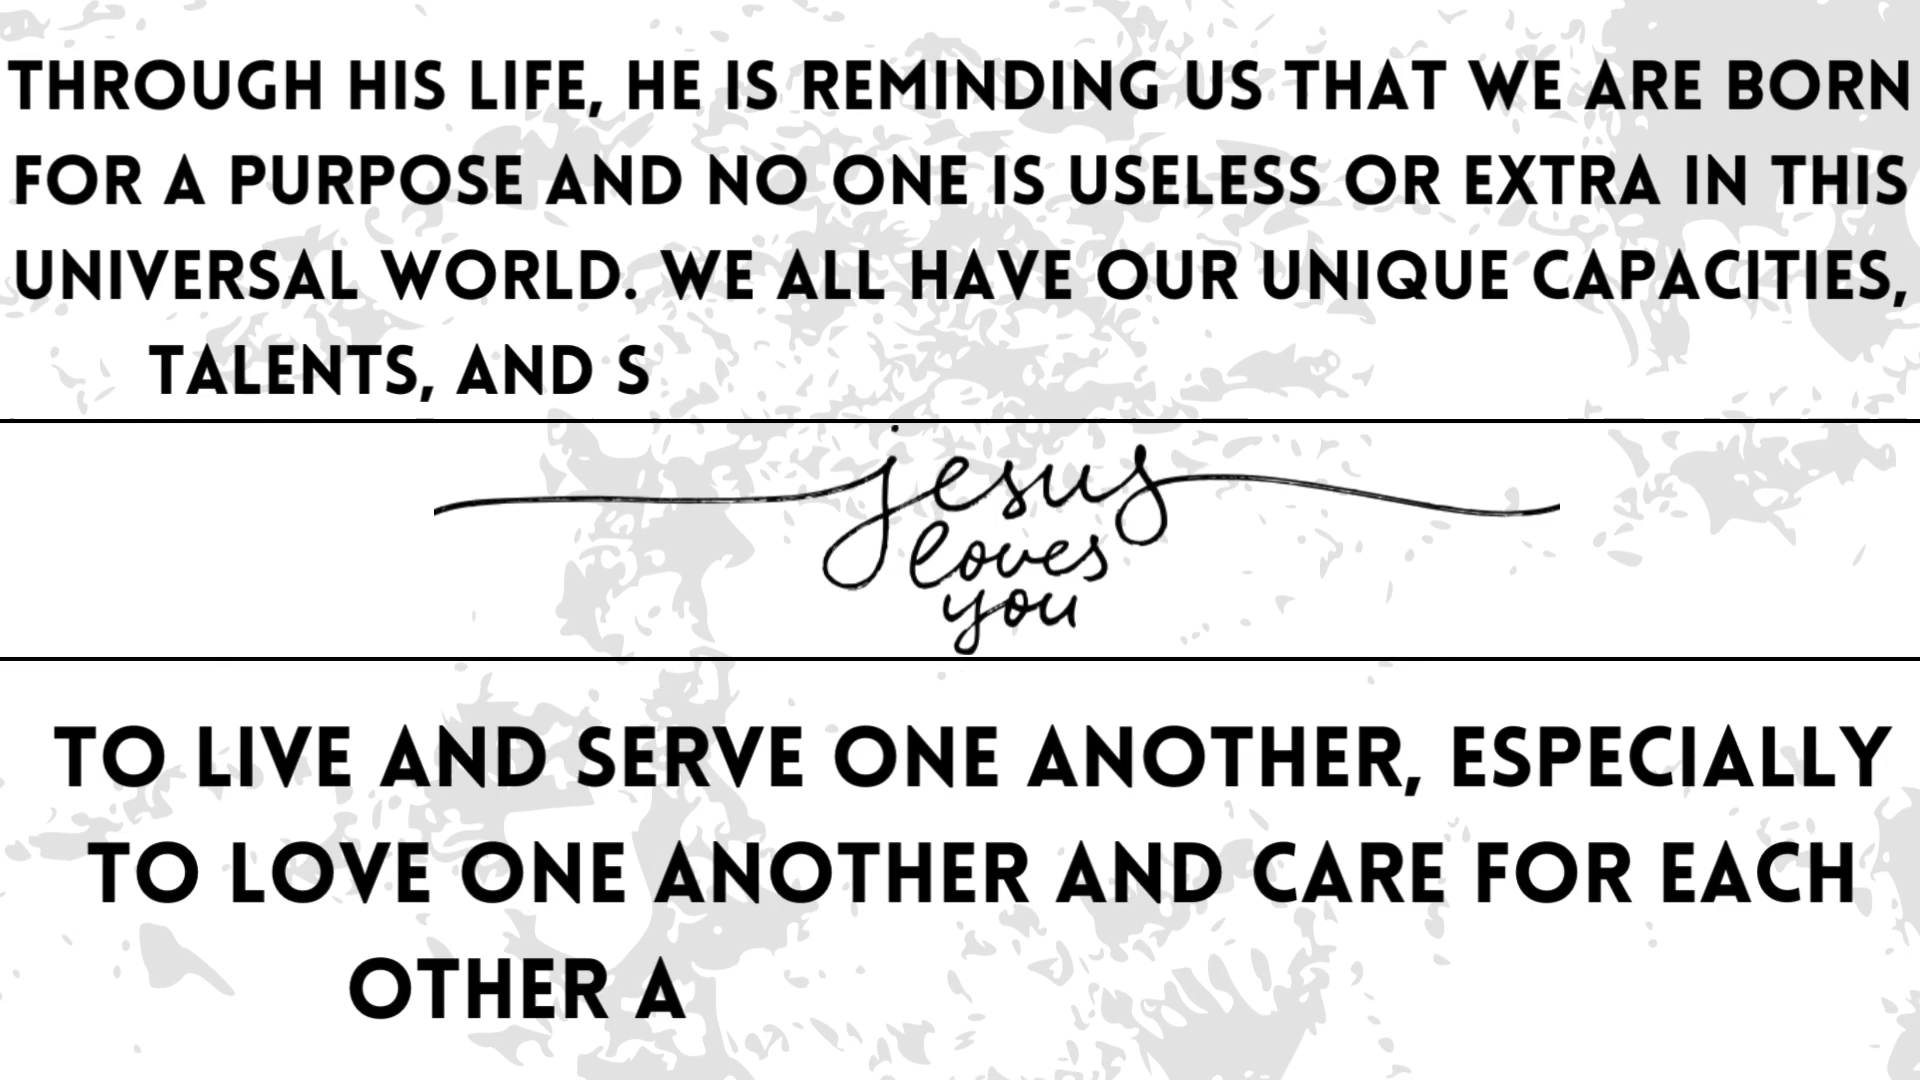 THROUGH HIS LIFE, HE IS REMINDING US THAT WE ARE BORN
FOR A PURPOSE AND NO ONE IS USELESS OR EXTRA IN THIS
UNIVERSAL WORLD. WE ALL HAVE OUR UNIQUE CAPACITIES,
TALENTS, AND S
jesus
loves
you
TO LIVE AND SERVE ONE ANOTHER, ESPECIALLY
TO LOVE ONE ANOTHER AND CARE FOR EACH
OTHER A